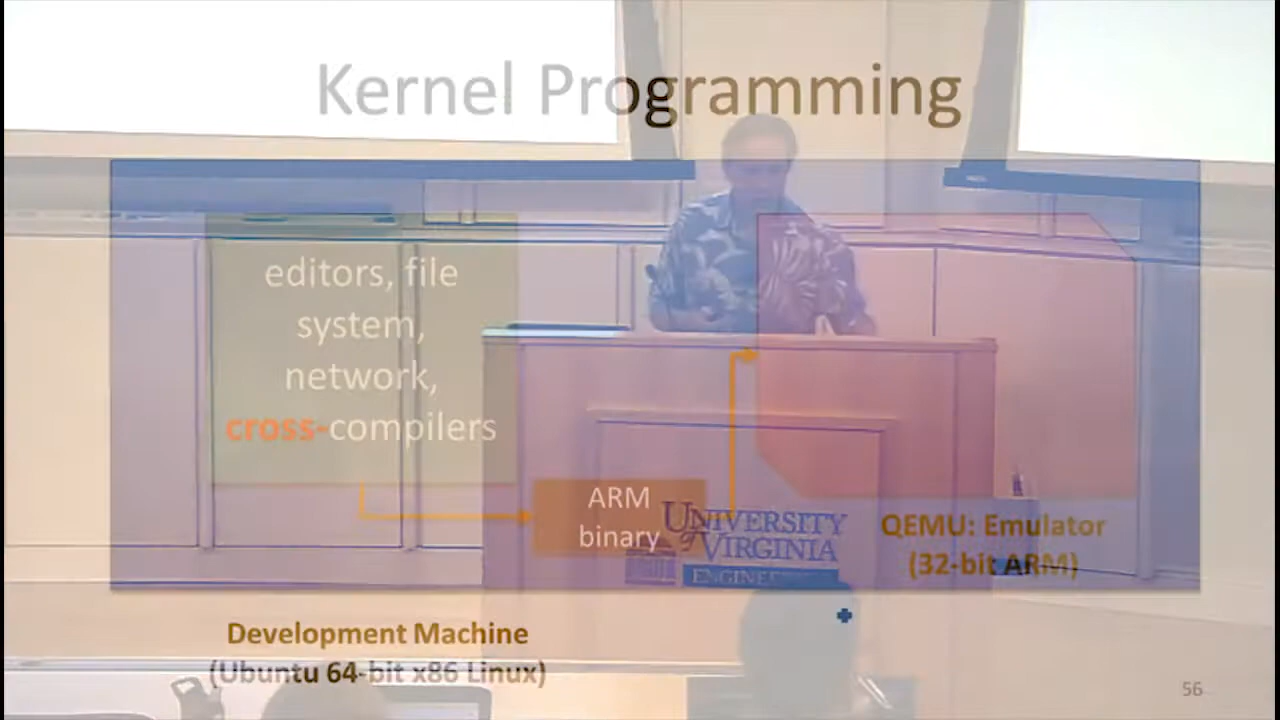 Kernel Programming
editors, file
system,
network,
cross-compilers
ARM
binary
UNIVERSITY
of VIRGINIA
ENGINEERING
QEMU: Emulator
(32-bit ARM)
Development Machine
(Ubuntu 64-bit x86 Linux)
56